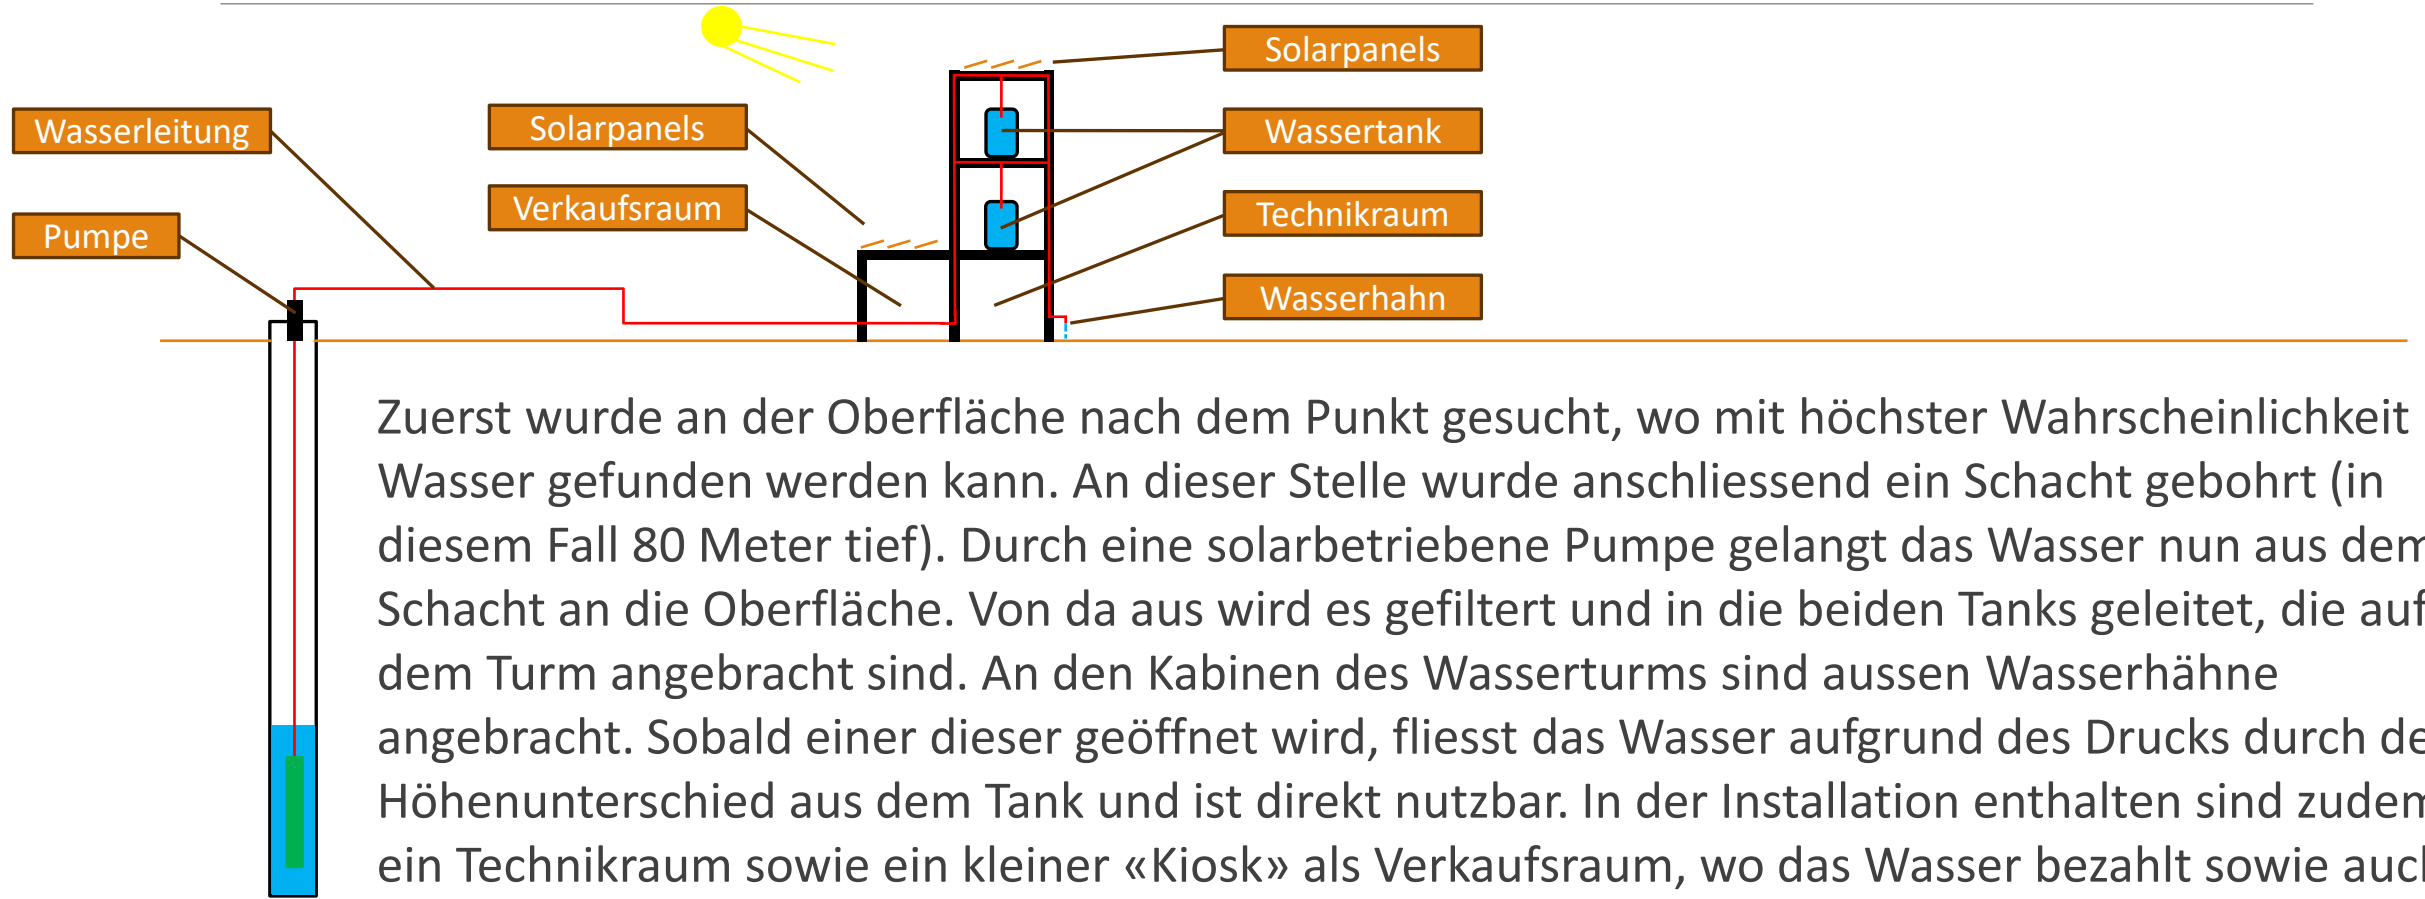 Solarpanels
Wasserleitung
Solarpanels
Wassertank
Verkaufsraum
Technikraum
Pumpe
Wasserhahn
Zuerst wurde an der Oberfläche nach dem Punkt gesucht, wo mit höchster Wahrscheinlichkeit
Wasser gefunden werden kann. An dieser Stelle wurde anschliessend ein Schacht gebohrt (in
diesem Fall 80 Meter tief). Durch eine solarbetriebene Pumpe gelangt das Wasser nun aus dem
Schacht an die Oberfläche. Von da aus wird es gefiltert und in die beiden Tanks geleitet, die auf
dem Turm angebracht sind. An den Kabinen des Wasserturms sind aussen Wasserhähne
angebracht. Sobald einer dieser geöffnet wird, fliesst das Wasser aufgrund des Drucks durch
Höhenunterschied aus dem Tank und ist direkt nutzbar. In der Installation enthalten sind zudem
ein Technikraum sowie ein kleiner «Kiosk» als Verkaufsraum, wo das Wasser bezahlt sowie auch